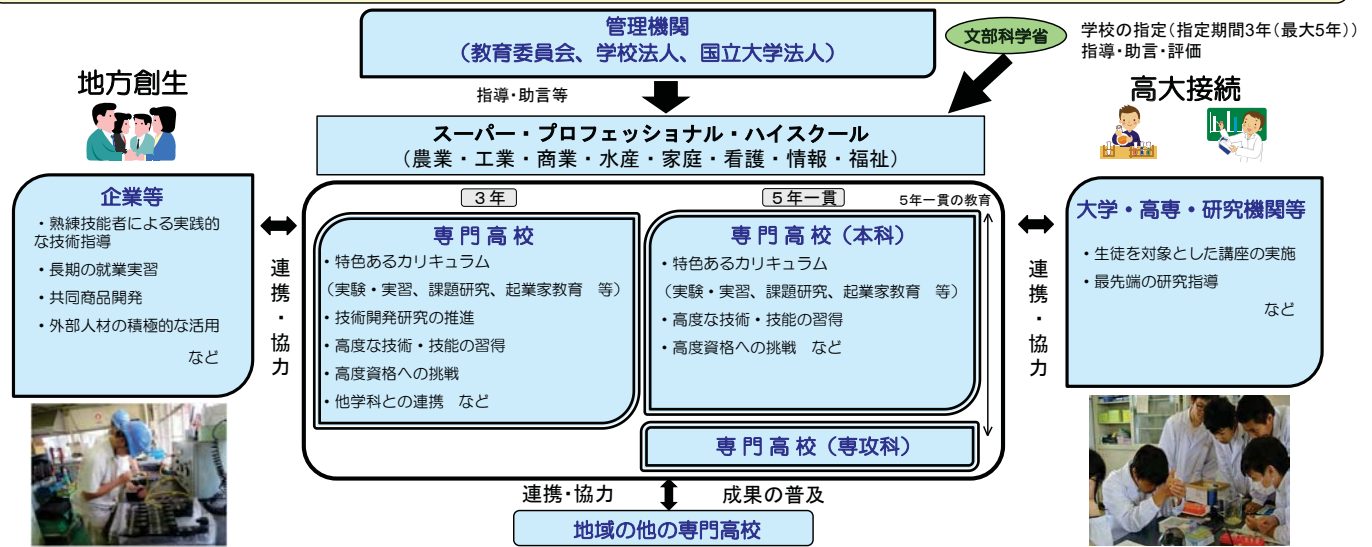 管理機関
（教育委員会、学校法人、国立大学法人）
文部科学省
学校の指定（指定期間3年（最大5年））
指導・助言・評価
地方創生
指導・助言等
高大接続
スーパー・プロフェッショナル・ハイスクール
（農業・工業・商業・水産・家庭・看護・情報・福祉）
企業等
・熟練技能者による実践的
な技術指導
・長期の就業実習
・共同商品開発
・外部人材の積極的な活用
など
連携・協力
３年
専門高校
・特色あるカリキュラム
（実験・実習、課題研究、起業家教育　等）
・技術開発研究の推進
・高度な技術・技能の習得
・高度資格への挑戦
・他学科との連携　など
５年一貫
5年一貫の教育
専門高校（本科）
・特色あるカリキュラム
（実験・実習、課題研究、起業家教育　等）
・高度な技術・技能の習得
・高度資格への挑戦　など
専門高校（専攻科）
連携・協力
大学・高専・研究機関等
・生徒を対象とした講座の実施
・最先端の研究指導
など
連携・協力
成果の普及
地域の他の専門高校